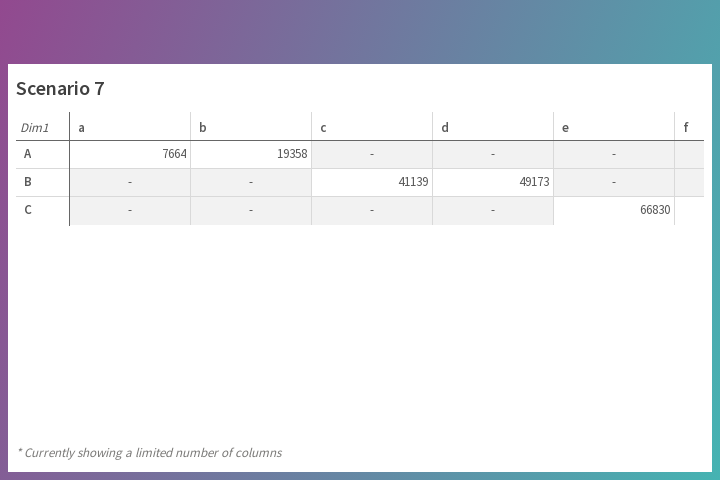 Scenario 7
Dim1 a b c d e f
A 7664 19358 - - -
B - - 41139 49173 -
C - - - - 66830
* Currently showing a limited number of columns